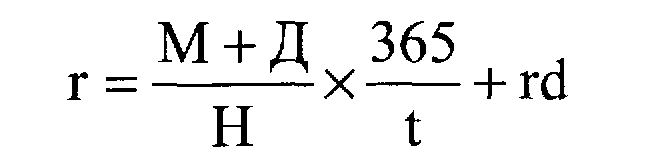 r = (М + Д) / Н × 365 / t + rd